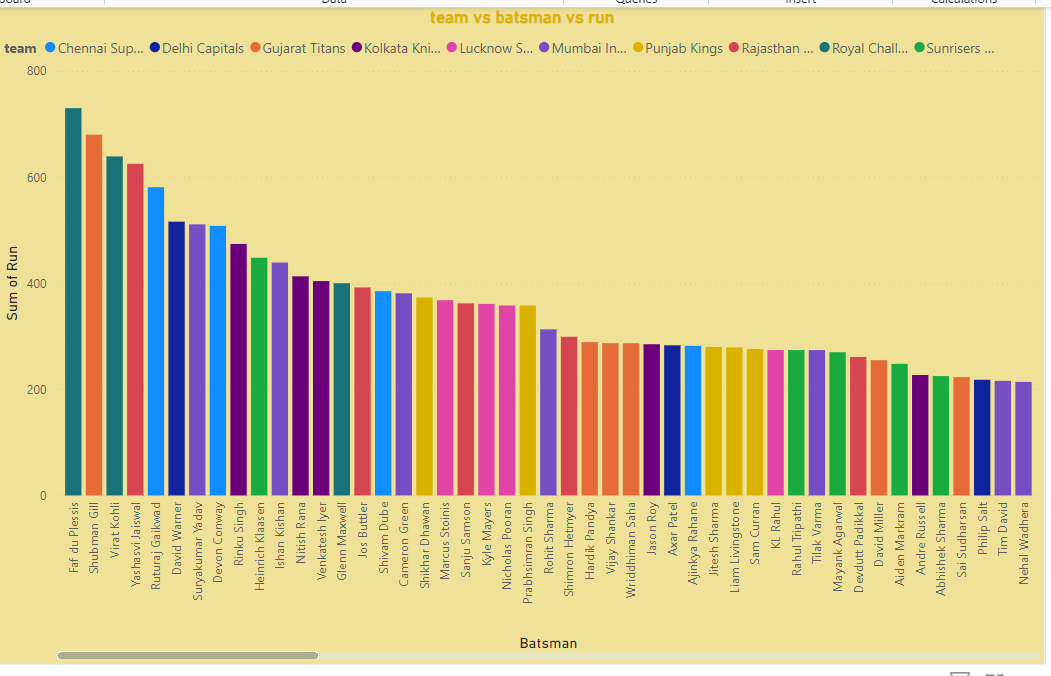 Data Queries Insert Calculations
team vs batsman vs run
team Chennai Sup... Delhi Capitals Gujarat Titans Kolkata Kni... Lucknow S... Mumbai In... Punjab Kings Rajasthan ... Royal Chall... Sunrisers ...
800
600
400
200
0
Sum of Run
Faf du Plessis
Shubman Gill
Virat Kohli
Yashasvi Jaiswal
Ruturaj Gaikwad
David Warner
Suryakumar Yadav
Devon Conway
Rinku Singh
Heinrich Klaasen
Ishan Kishan
Nitish Rana
Venkatesh Iyer
Glenn Maxwell
Jos Buttler
Shivam Dube
Cameron Green
Shikhar Dhawan
Marcus Stoinis
Sanju Samson
Kyle Mayers
Nicholas Pooran
Prabhsimran Singh
Rohit Sharma
Shimron Hetmyer
Hardik Pandya
Vijay Shankar
Wriddhiman Saha
Jason Roy
Axar Patel
Ajinkya Rahane
Jitesh Sharma
Liam Livingstone
Sam Curran
KL Rahul
Rahul Tripathi
Tilak Varma
Mayank Agarwal
Devdutt Padikkal
David Miller
Aiden Markram
Andre Russell
Abhishek Sharma
Sai Sudharsan
Philip Salt
Tim David
Nehal Wadhera
Batsman